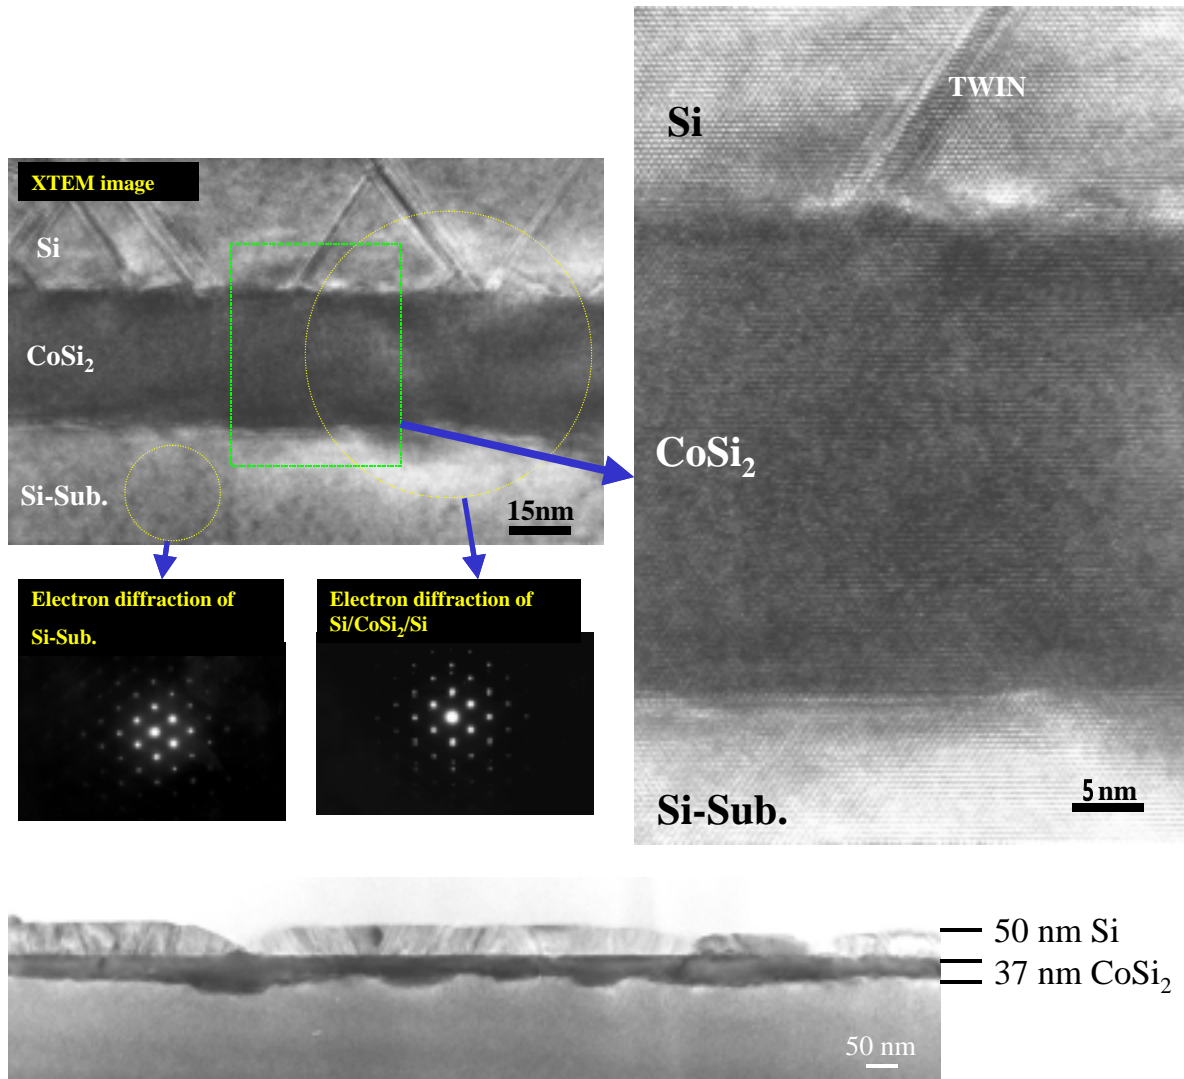 XTEM image
Si
CoSi₂
Si-Sub.
15nm
Electron diffraction of
Si-Sub.
Electron diffraction of
Si/CoSi₂/Si
TWIN
Si
CoSi₂
Si-Sub.
5 nm
50 nm Si
37 nm CoSi₂
50 nm